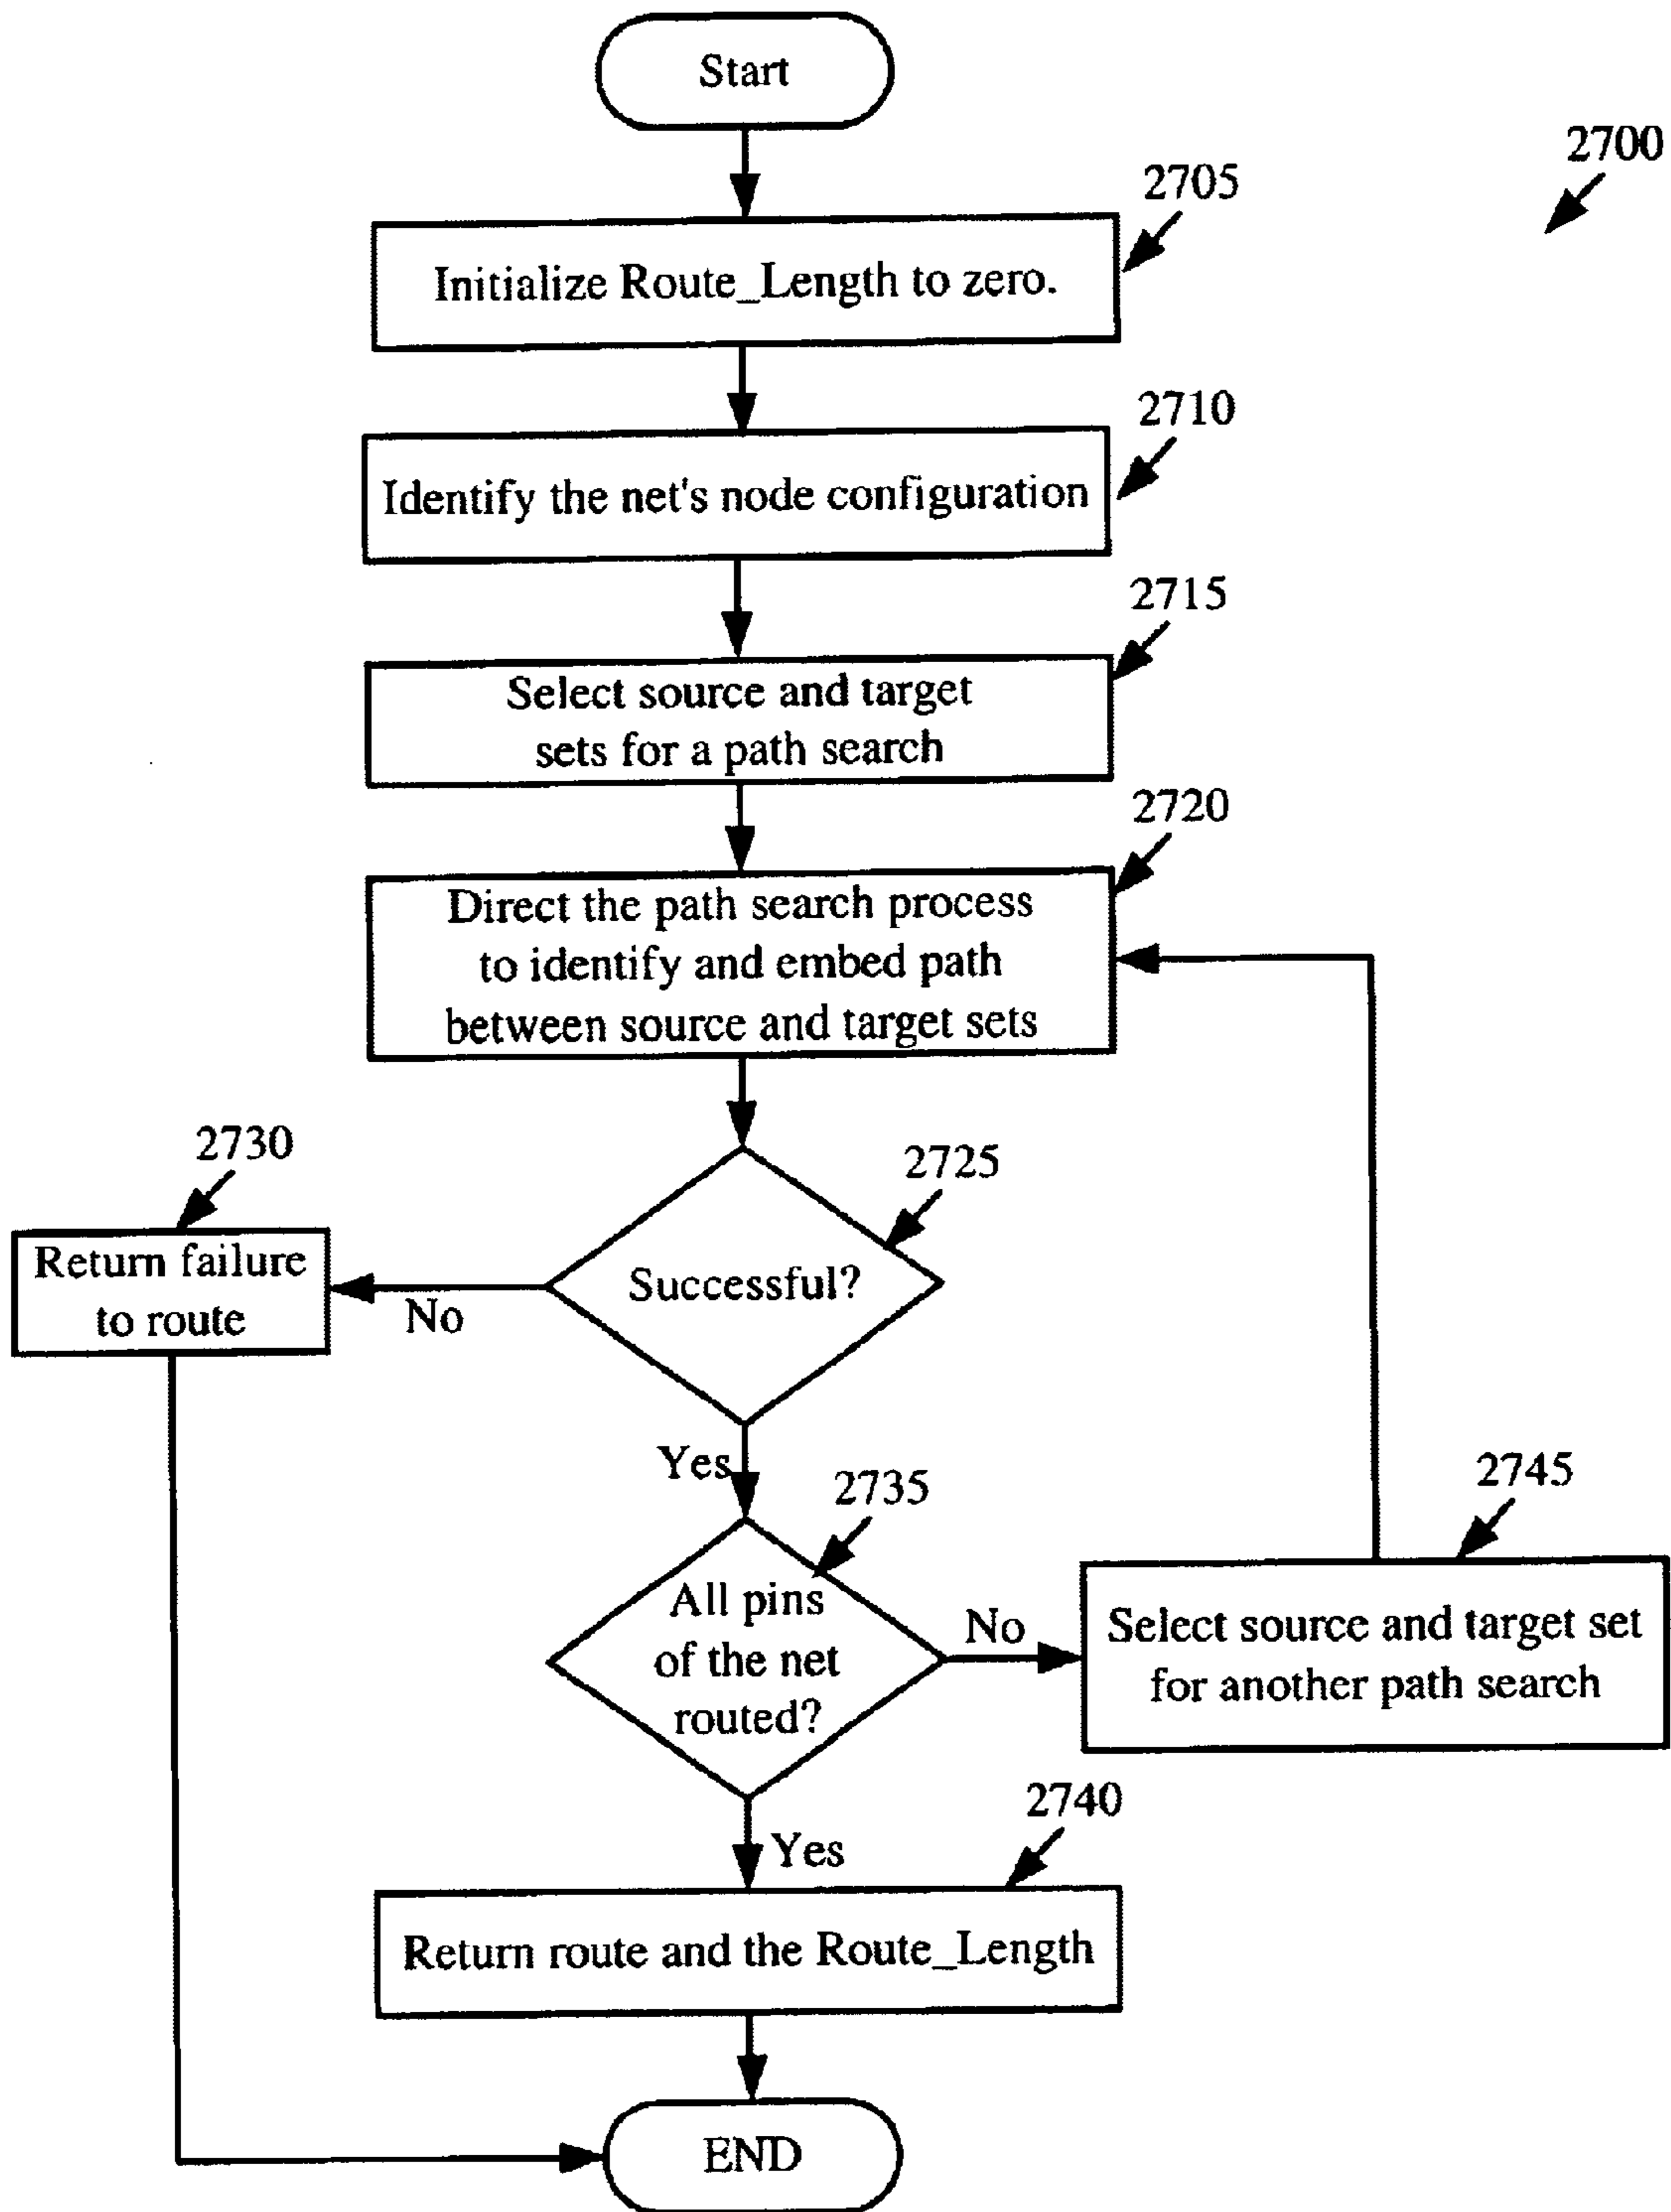 Start
2700
2705
Initialize Route_Length to zero.
2710
Identify the net's node configuration
2715
Select source and target
sets for a path search
2720
Direct the path search process
to identify and embed path
between source and target sets
2730
2725
Return failure
to route
No
Successful?
Yes
2735
2745
All pins
of the net
routed?
No
Select source and target set
for another path search
2740
Yes
Return route and the Route_Length
END